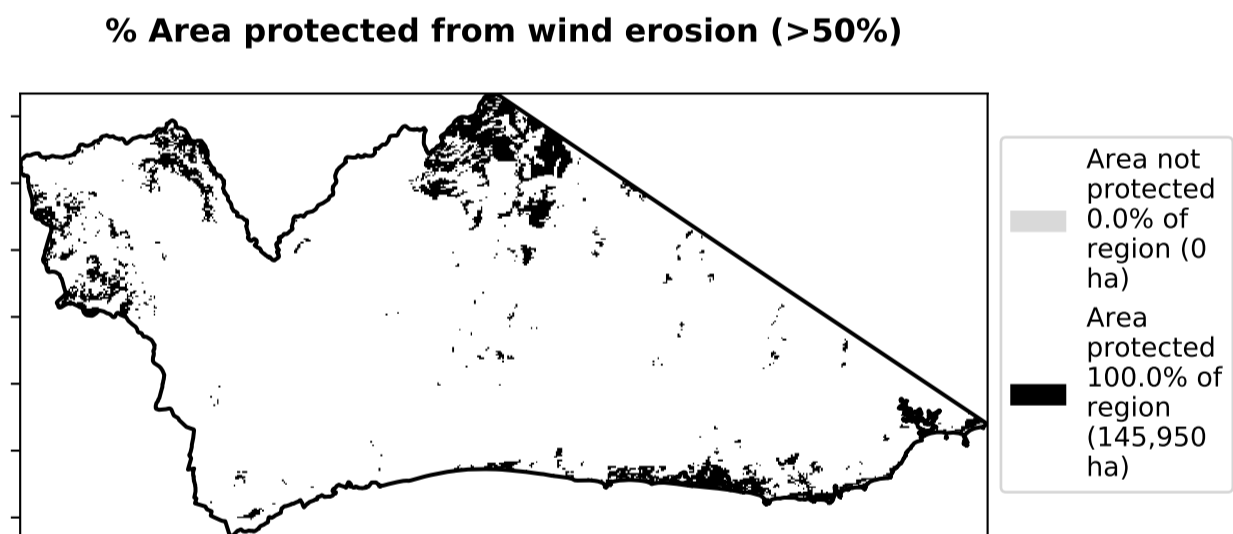 % Area protected from wind erosion (>50%)
Area not
protected
0.0% of
region (0
ha)
Area
protected
100.0% of
region
(145,950
ha)